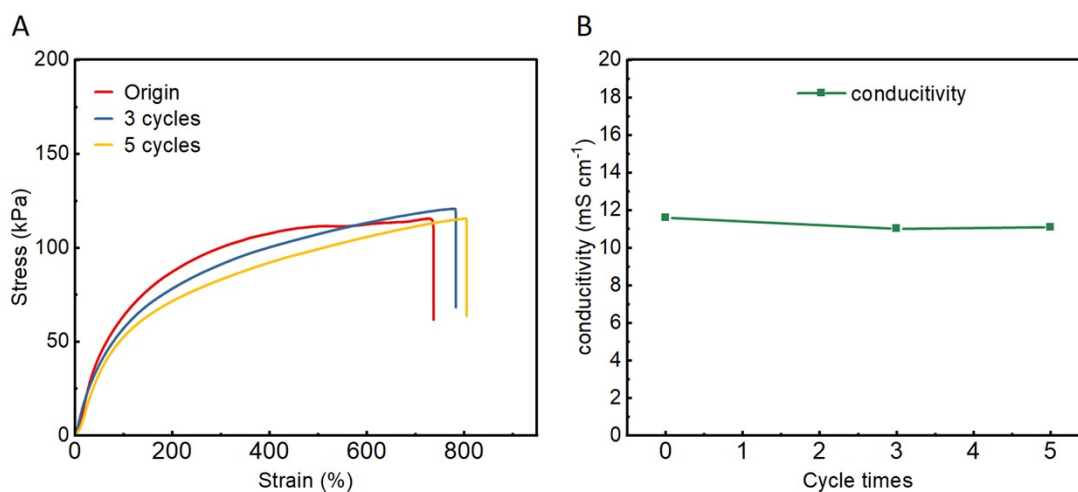 A
200
150
100
50
0
Stress (kPa)
Origin
3 cycles
5 cycles
0 200 400 600 800
Strain (%)
B
20
18
16
14
12
10
8
6
4
2
0
conducitivity (mS cm⁻¹)
conducitivity
0 1 2 3 4 5
Cycle times